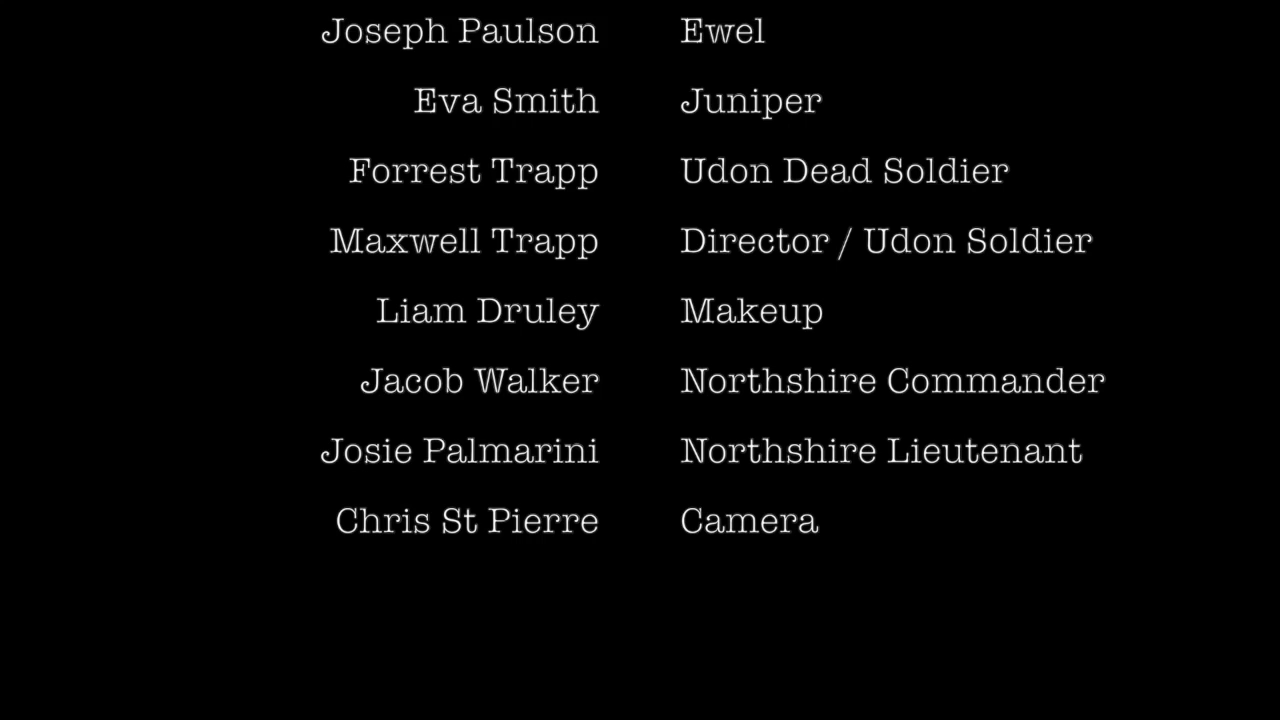 Joseph Paulson Ewel
Eva Smith Juniper
Forrest Trapp Udon Dead Soldier
Maxwell Trapp Director / Udon Soldier
Liam Druley Makeup
Jacob Walker Northshire Commander
Josie Palmarini Northshire Lieutenant
Chris St Pierre Camera